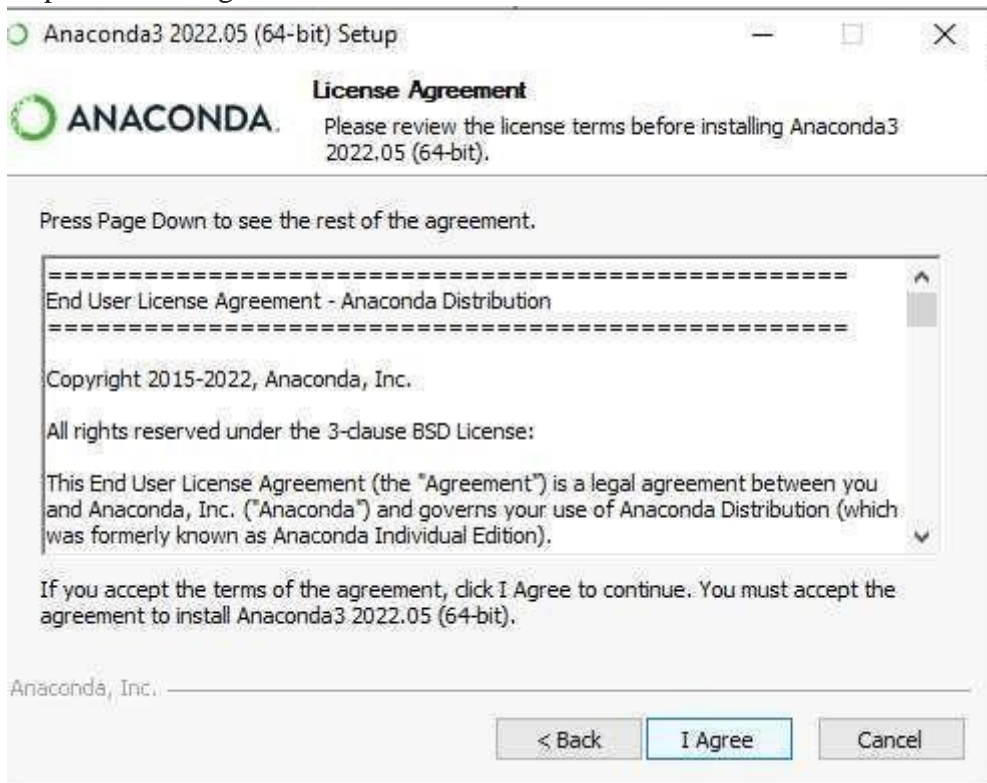 Anaconda3 2022.05 (64-bit) Setup
ANACONDA.
License Agreement
Please review the license terms before installing Anaconda3
2022.05 (64-bit).
Press Page Down to see the rest of the agreement.
====================================================
End User License Agreement - Anaconda Distribution
====================================================
Copyright 2015-2022, Anaconda, Inc.
All rights reserved under the 3-clause BSD License:
This End User License Agreement (the "Agreement") is a legal agreement between you
and Anaconda, Inc. ("Anaconda") and governs your use of Anaconda Distribution (which
was formerly known as Anaconda Individual Edition).
If you accept the terms of the agreement, click I Agree to continue. You must accept the
agreement to install Anaconda3 2022.05 (64-bit).
Anaconda, Inc.
< Back
I Agree
Cancel